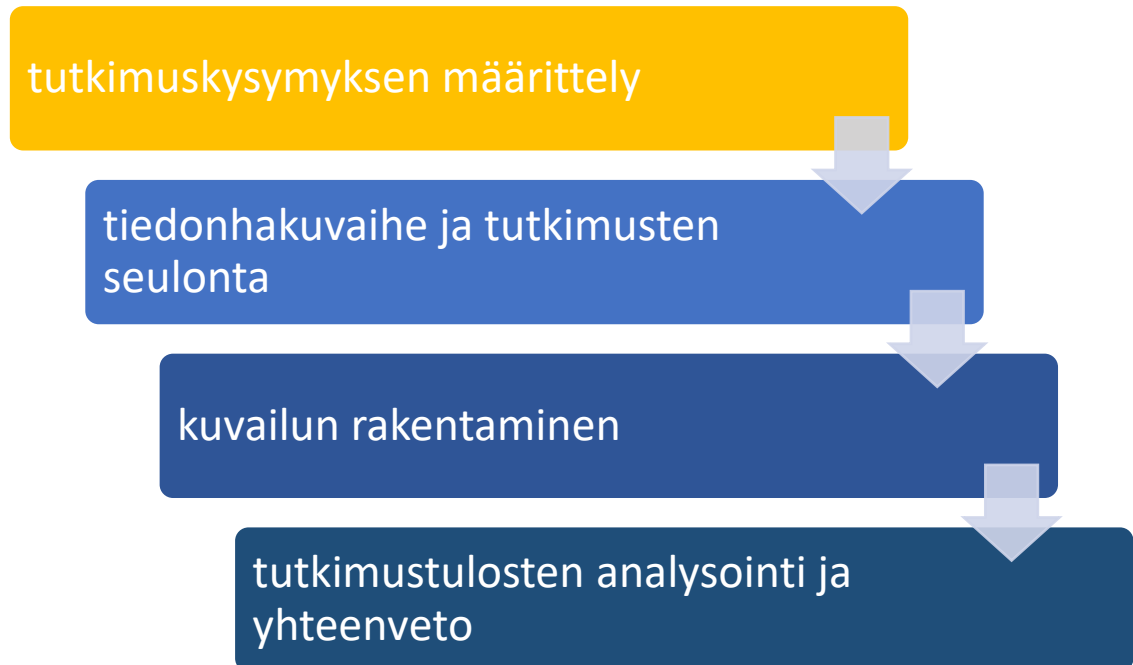 tutkimuskysymyksen määrittely
tiedonhakuvaihe ja tutkimusten
seulonta
kuvailun rakentaminen
tutkimustulosten analysointi ja
yhteenveto